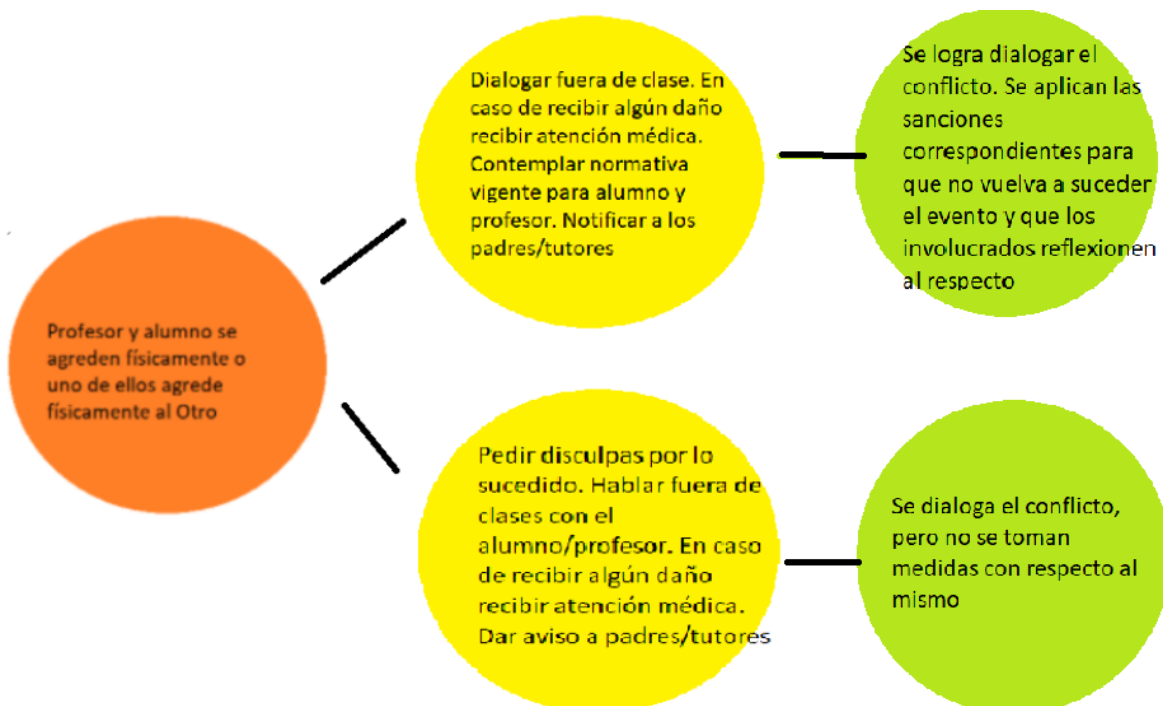 Profesor y alumno se
agreden físicamente o
uno de ellos agrede
físicamente al Otro
Dialogar fuera de clase. En
caso de recibir algún daño
recibir atención médica.
Contemplar normativa
vigente para alumno y
profesor. Notificar a los
padres/tutores
Se logra dialogar el
conflicto. Se aplican las
sanciones
correspondientes para
que no vuelva a suceder
el evento y que los
involucrados reflexionen
al respecto
Pedir disculpas por lo
sucedido. Hablar fuera de
clases con el
alumno/profesor. En caso
de recibir algún daño
recibir atención médica.
Dar aviso a padres/tutores
Se dialoga el conflicto,
pero no se toman
medidas con respecto al
mismo